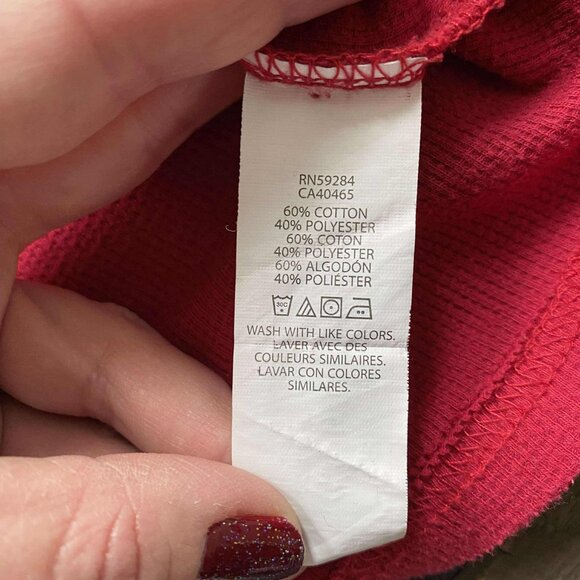 RN59284
CA40465
60% COTTON
40% POLYESTER
60% COTON
40% POLYESTER
60% ALGODÓN
40% POLIÉSTER
30C
WASH WITH LIKE COLORS.
LAVER AVEC DES
COULEURS SIMILAIRES.
LAVAR CON COLORES
SIMILARES.